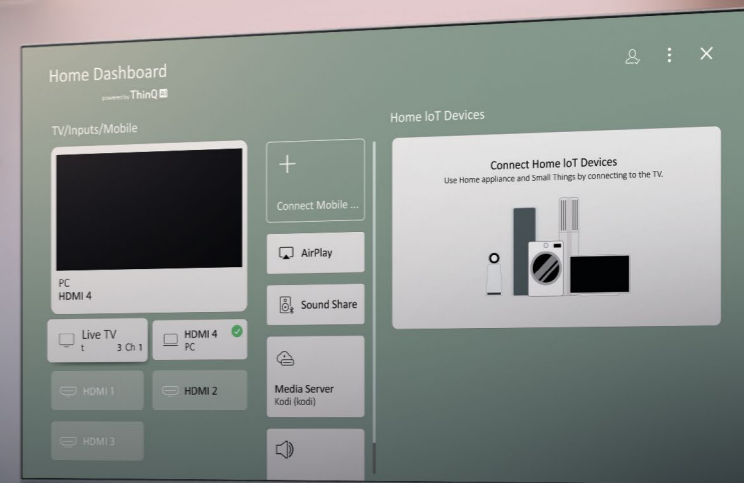 Home Dashboard
powered by ThinQ AI
TV/Inputs/Mobile
PC
HDMI 4
Live TV
t 3 Ch 1
HDMI 4
PC
HDMI 1
HDMI 2
HDMI 3
Connect Mobile ...
AirPlay
Sound Share
Media Server
Kodi (kodi)
Home IoT Devices
Connect Home IoT Devices
Use Home appliance and Small Things by connecting to the TV.